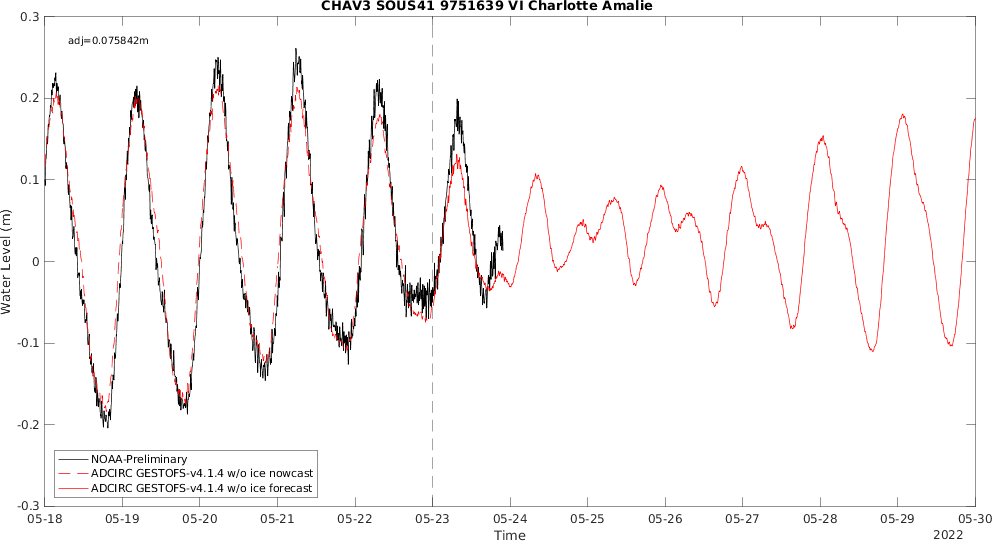 CHAV3 SOUS41 9751639 VI Charlotte Amalie
adj=0.075842m
0.3
0.2
0.1
0
-0.1
-0.2
-0.3
Water Level (m)
NOAA-Preliminary
ADCIRC GESTOFS-v4.1.4 w/o ice nowcast
ADCIRC GESTOFS-v4.1.4 w/o ice forecast
05-18 05-19 05-20 05-21 05-22 05-23 05-24 05-25 05-26 05-27 05-28 05-29 05-30
Time
2022